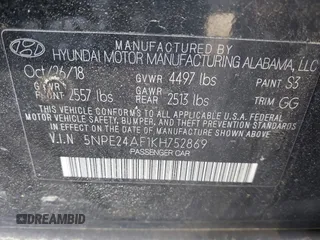 MANUFACTURED BY
HYUNDAI MOTOR MANUFACTURING ALABAMA, LLC
Oct/26/18 GVWR 4497 lbs PAINT S3
GVWR FRONT 2557 lbs GAWR REAR 2513 lbs TRIM GG
THIS VEHICLE CONFORMS TO ALL APPLICABLE U.S.A. FEDERAL
MOTOR VEHICLE SAFETY, BUMPER, AND THEFT PREVENTION
STANDARDS IN EFFECT ON THE DATE OF MANUFACTURE SHOWN ABOVE.
V.I.N 5NPE24AF1KH752869
PASSENGER CAR
DREAMBID